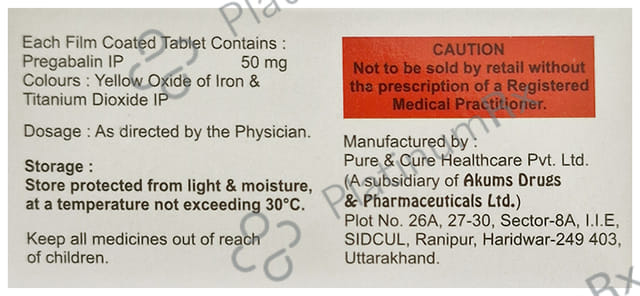 Each Film Coated Tablet Contains :
Pregabalin IP 50 mg
Colours : Yellow Oxide of Iron &
Titanium Dioxide IP
Dosage : As directed by the Physician.
Storage :
Store protected from light & moisture,
at a temperature not exceeding 30°C.
Keep all medicines out of reach
of children.
CAUTION
Not to be sold by retail without
the prescription of a Registered
Medical Practitioner.
Manufactured by :
Pure & Cure Healthcare Pvt. Ltd.
(A subsidiary of Akums Drugs
& Pharmaceuticals Ltd.)
Plot No. 26A, 27-30, Sector-8A, I.I.E,
SIDCUL, Ranipur, Haridwar-249 403,
Uttarakhand.
PlatinumRx